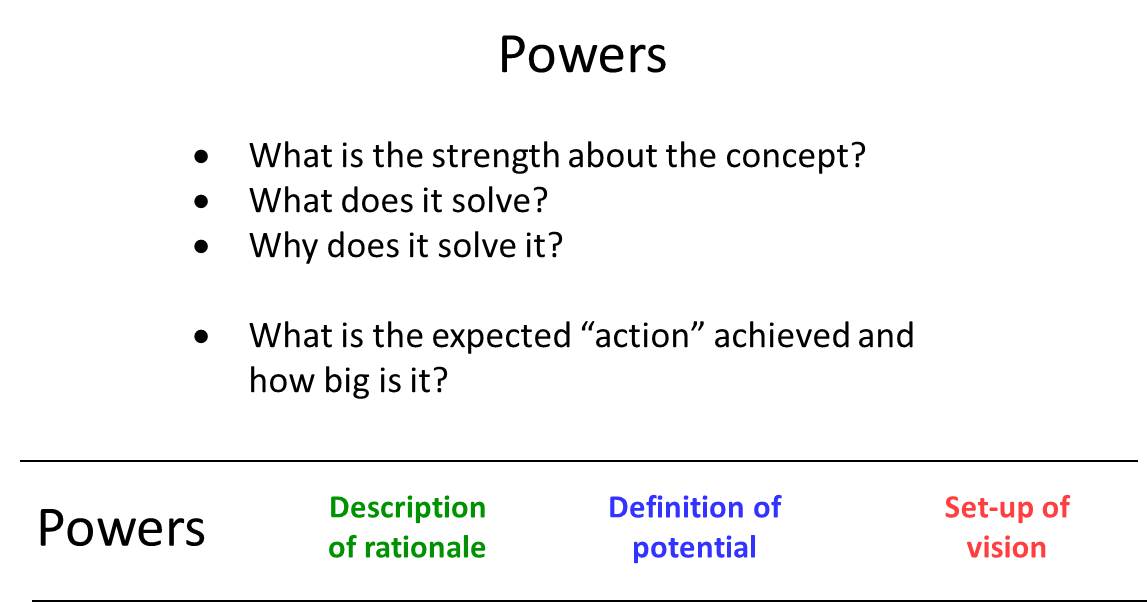 Powers
• What is the strength about the concept?
• What does it solve?
• Why does it solve it?
• What is the expected “action” achieved and
how big is it?
Powers
Description
of rationale
Definition of
potential
Set-up of
vision